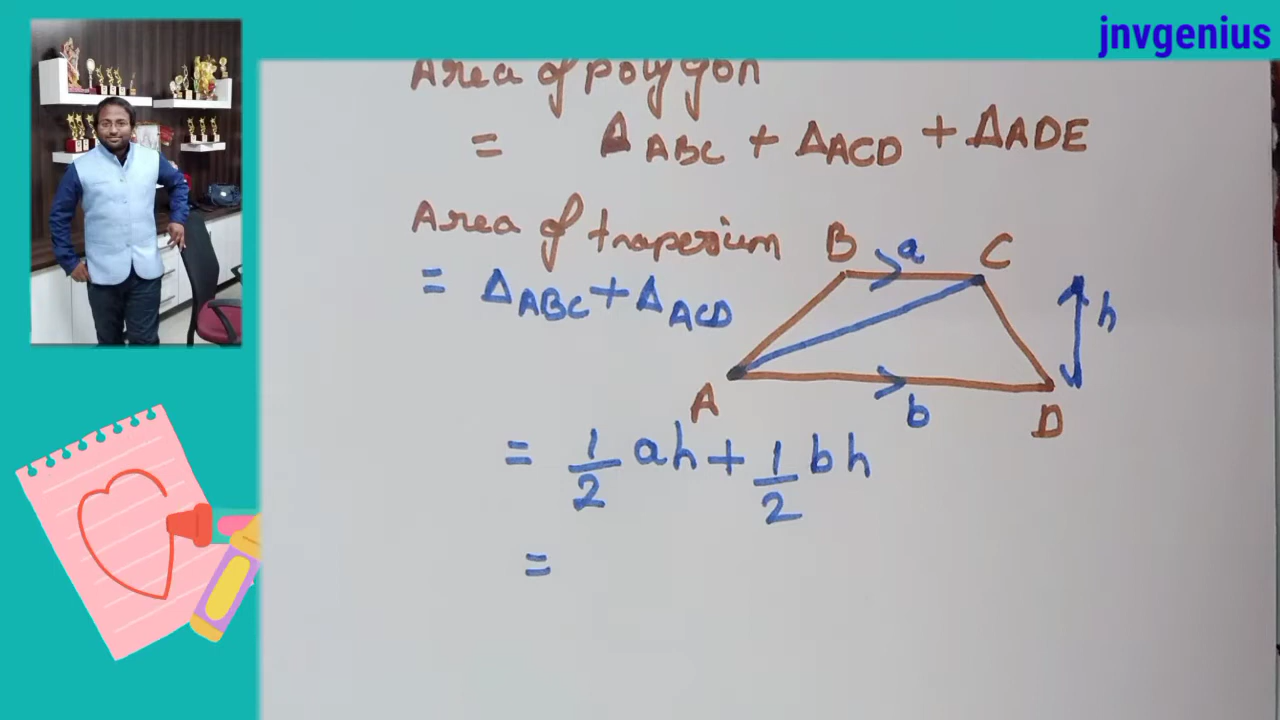 jnvgenius
Area of polygon
= ΔABC + ΔACD + ΔADE
Area of trapezium
= ΔABC + ΔACD
B a C
h
A b D
= 1/2 ah + 1/2 bh
=